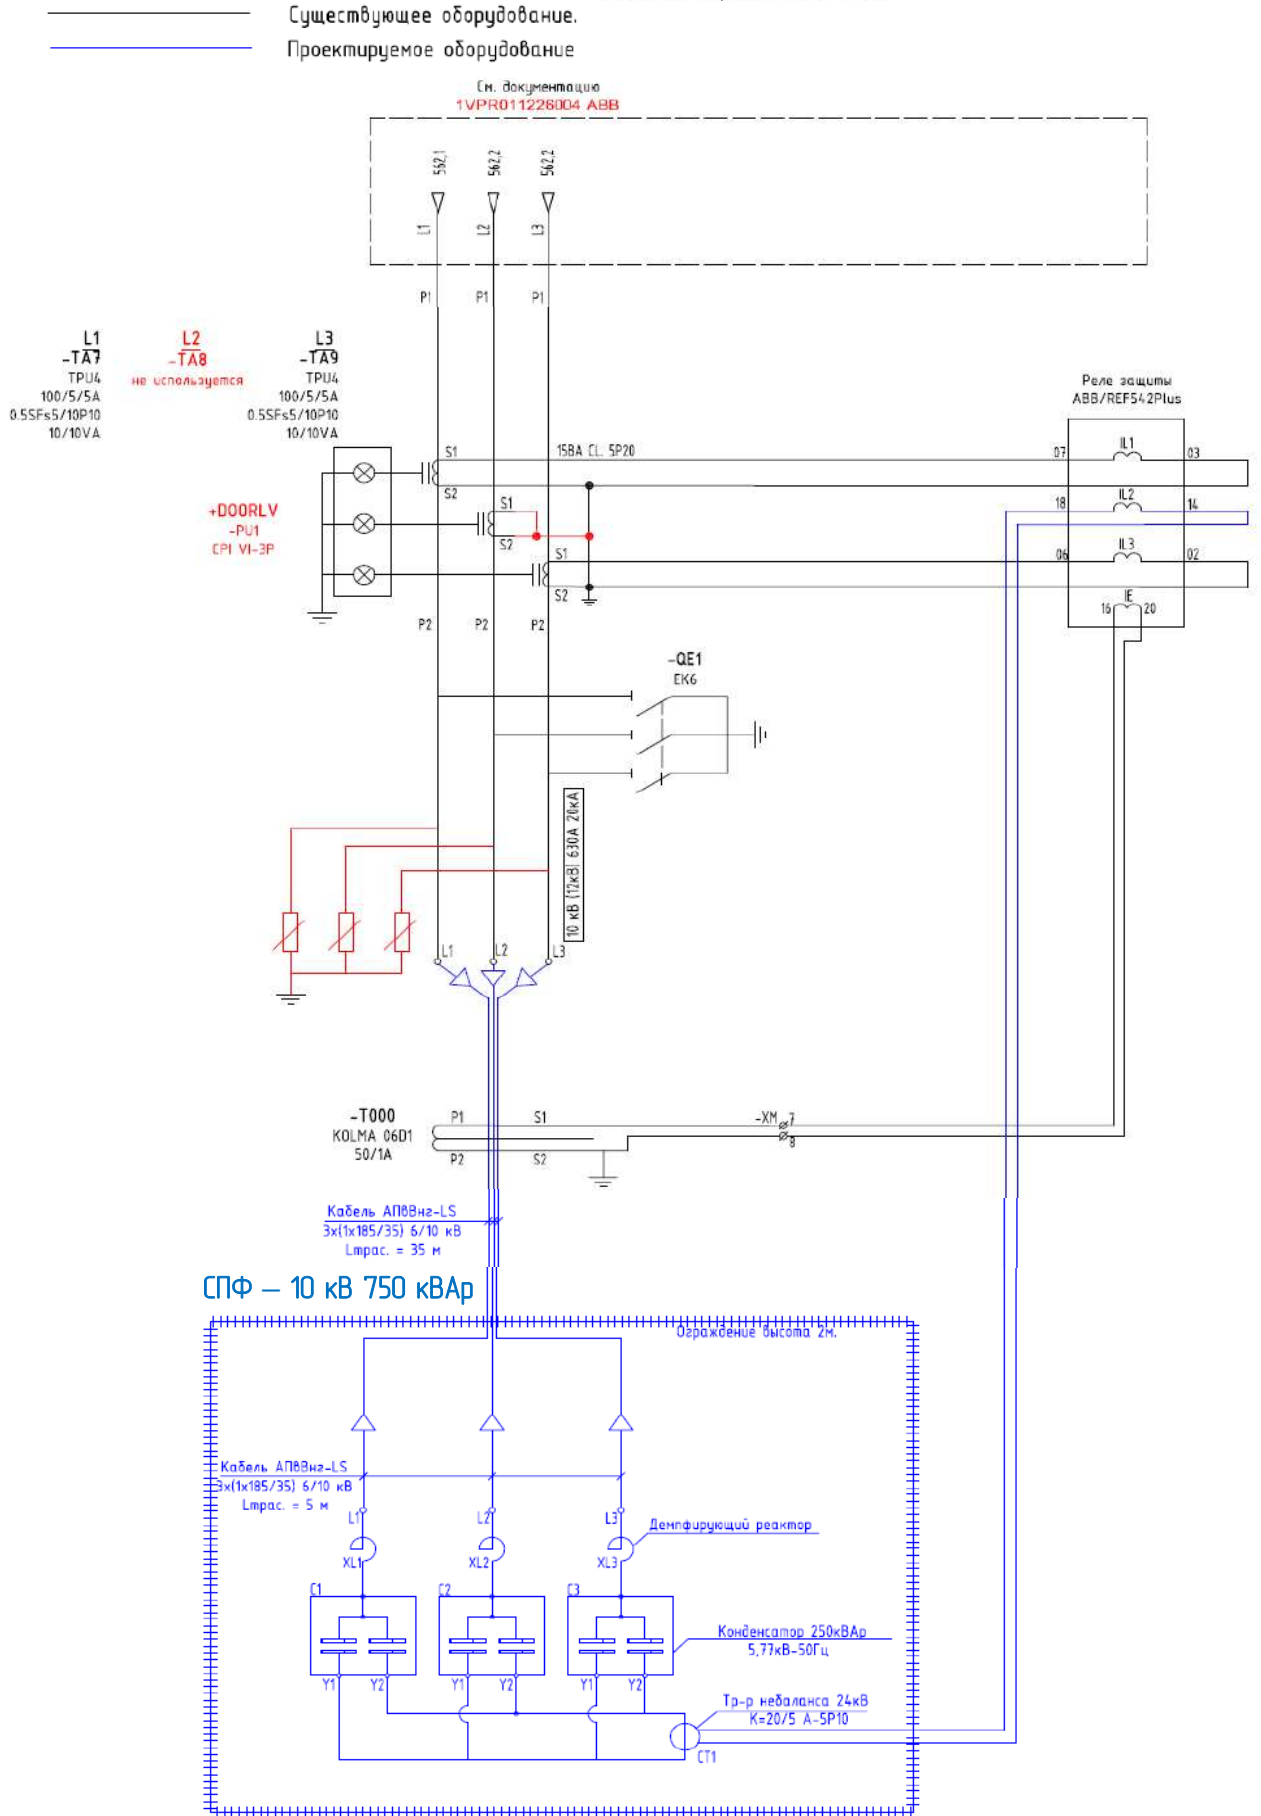 Существующее оборудование.
Проектируемое оборудование
См. документацию
1VPR011226004 ABB
562,1
562,2
562,2
L1
L2
L3
P1
P1
P1
L1
-TA7
TPU4
100/5/5A
0.5SFs5/10P10
10/10VA
L2
-TA8
не используется
L3
-TA9
TPU4
100/5/5A
0.5SFs5/10P10
10/10VA
Реле защиты
ABB/REF542Plus
S1
15ВА CL. 5P20
07
IL1
03
S2
+DOORLV
-PU1
CPI VI-3P
S1
S2
18
IL2
14
S1
S2
06
IL3
02
IE
16
20
P2
P2
P2
-QE1
EK6
10 кВ (12кВ) 630А 20кА
L1
L2
L3
-T000
KOLMA 06D1
50/1A
P1
S1
P2
S2
-XM
7
8
Кабель АПвВнг-LS
3х(1х185/35) 6/10 кВ
Lтрас. = 35 м
СПФ – 10 кВ 750 кВАр
Ограждение высота 2м.
Кабель АПвВнг-LS
3х(1х185/35) 6/10 кВ
Lтрас. = 5 м
L1
L2
L3
Демпфирующий реактор
XL1
XL2
XL3
C1
C2
C3
Конденсатор 250кВАр
5,77кВ-50Гц
Y1
Y2
Y1
Y2
Y1
Y2
Тр-р небаланса 24кВ
К=20/5 А-5Р10
CT1